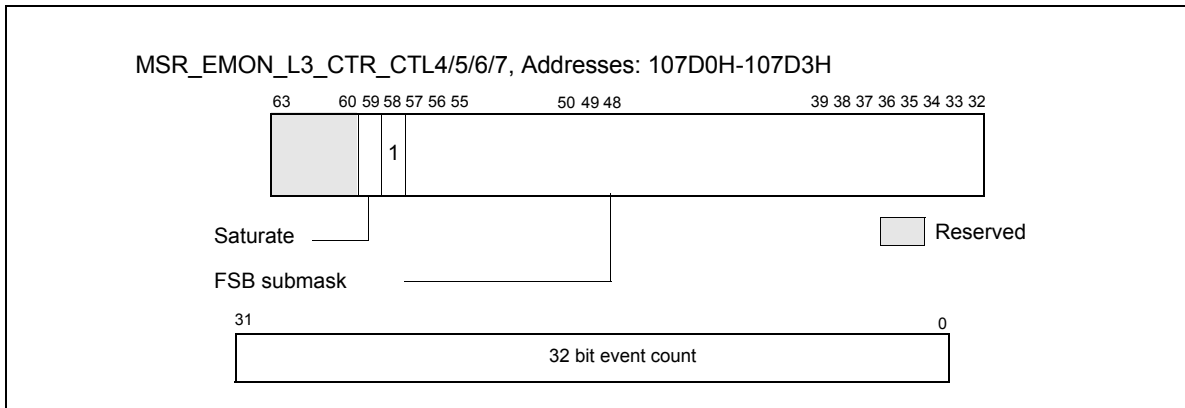 MSR_EMON_L3_CTR_CTL4/5/6/7, Addresses: 107D0H-107D3H
63 60 59 58 57 56 55 50 49 48 39 38 37 36 35 34 33 32
1
Saturate
Reserved
FSB submask
31 0
32 bit event count